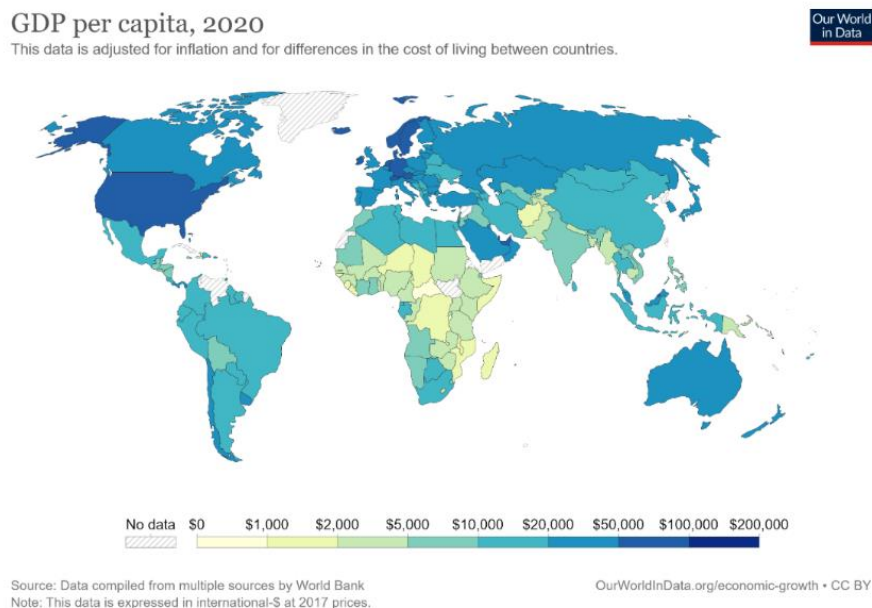 GDP per capita, 2020
Our World
in Data
This data is adjusted for inflation and for differences in the cost of living between countries.
No data $0 $1,000 $2,000 $5,000 $10,000 $20,000 $50,000 $100,000 $200,000
Source: Data compiled from multiple sources by World Bank
OurWorldInData.org/economic-growth • CC BY
Note: This data is expressed in international-$ at 2017 prices.